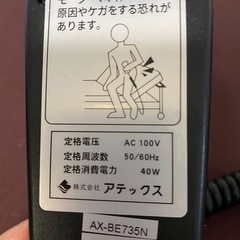 原因やケガをする恐れが
あります。
定格電圧 AC 100V
定格周波数 50/60Hz
定格消費電力 40W
株式会社 アテックス
AX-BE735N